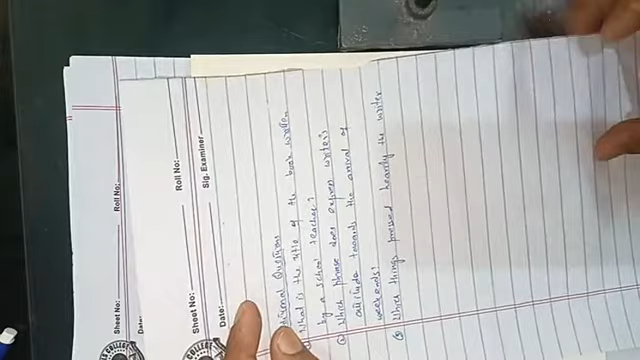 Roll No:
Sheet No:
Date:
Roll No:
Sig. Examiner
Sheet No:
Date:
COLLEGE
Questions
What is the title of the book written
by a school teacher?
Which phrase does express writer's
attitude towards the arrival of
weekends?
Which things pressed heavily the writer